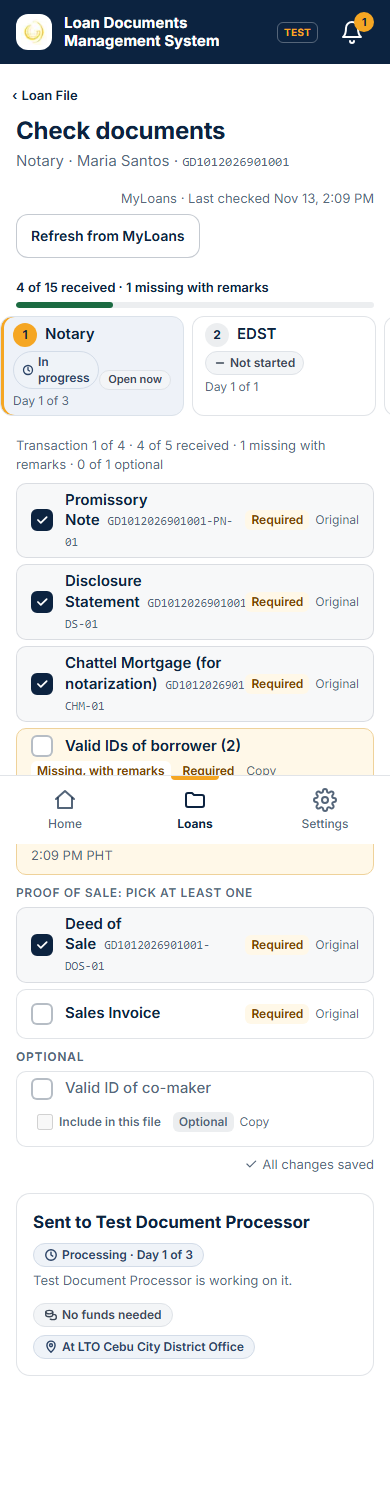 Loan Documents
Management System
TEST
1
‹ Loan File
Check documents
Notary · Maria Santos · GD1012026901001
MyLoans · Last checked Nov 13, 2:09 PM
Refresh from MyLoans
4 of 15 received · 1 missing with remarks
1 Notary
In
progress
Open now
Day 1 of 3
2 EDST
Not started
Day 1 of 1
Transaction 1 of 4 · 4 of 5 received · 1 missing with
remarks · 0 of 1 optional
Promissory
Note GD1012026901001-PN-
01
Required Original
Disclosure
Statement GD1012026901001
DS-01
Required Original
Chattel Mortgage (for
notarization) GD1012026901
CHM-01
Required Original
Valid IDs of borrower (2)
Missing, with remarks Required Copy
Home
Loans
Settings
2:09 PM PHT
PROOF OF SALE: PICK AT LEAST ONE
Deed of
Sale GD1012026901001-
DOS-01
Required Original
Sales Invoice
Required Original
OPTIONAL
Valid ID of co-maker
Include in this file Optional Copy
All changes saved
Sent to Test Document Processor
Processing · Day 1 of 3
Test Document Processor is working on it.
No funds needed
At LTO Cebu City District Office